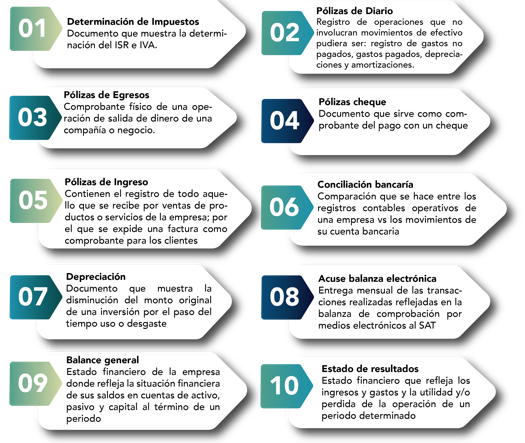 01
Determinación de Impuestos
Documento que muestra la determi-
nación del ISR e IVA.
02
Pólizas de Diario
Registro de operaciones que no
involucran movimientos de efectivo
pudiera ser: registro de gastos no
pagados, gastos pagados, deprecia-
ciones y amortizaciones.
03
Pólizas de Egresos
Comprobante físico de una ope-
ración de salida de dinero de una
compañía o negocio.
04
Pólizas cheque
Documento que sirve como com-
probante del pago con un cheque
05
Pólizas de Ingreso
Contienen el registro de todo aque-
llo que se recibe por ventas de pro-
ductos o servicios de la empresa; por
el que se expide una factura como
comprobante para los clientes
06
Conciliación bancaría
Comparación que se hace entre los
registros contables operativos de
una empresa vs los movimientos de
su cuenta bancaria
07
Depreciación
Documento que muestra la
disminución del monto original
de una inversión por el paso del
tiempo uso o desgaste
08
Acuse balanza electrónica
Entrega mensual de las transac-
ciones realizadas reflejadas en la
balanza de comprobación por
medios electrónicos al SAT
09
Balance general
Estado financiero de la empresa
donde refleja la situación financiera
de sus saldos en cuentas de activo,
pasivo y capital al término de un
periodo
10
Estado de resultados
Estado financiero que refleja los
ingresos y gastos y la utilidad y/o
perdida de la operación de un
periodo determinado